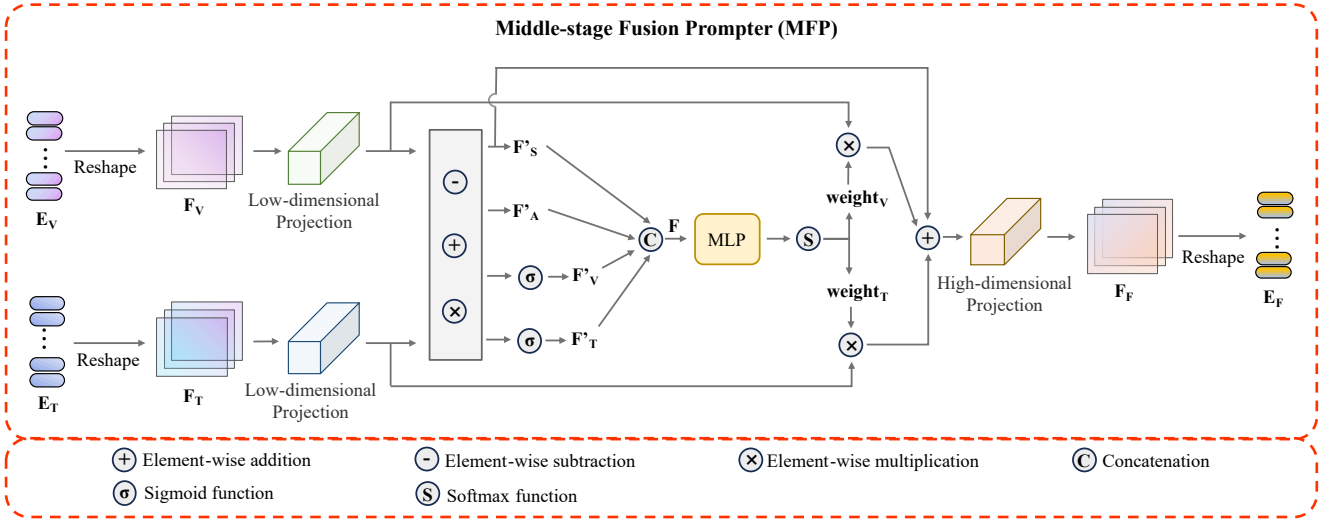 Middle-stage Fusion Prompter (MFP)
E_V
Reshape
F_V
Low-dimensional
Projection
E_T
Reshape
F_T
Low-dimensional
Projection
-
+
×
F'_S
F'_A
σ
F'_V
σ
F'_T
C
F
MLP
S
×
weight_V
weight_T
×
+
High-dimensional
Projection
F_F
Reshape
E_F
+ Element-wise addition
- Element-wise subtraction
× Element-wise multiplication
C Concatenation
σ Sigmoid function
S Softmax function